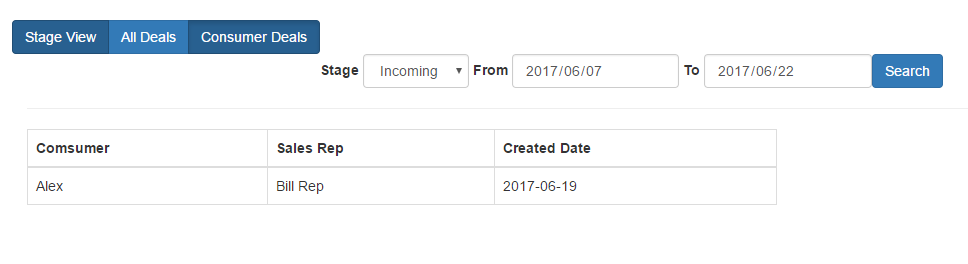 Stage View All Deals Consumer Deals
Stage Incoming From 2017/06/07 To 2017/06/22 Search
Comsumer Sales Rep Created Date
Alex Bill Rep 2017-06-19